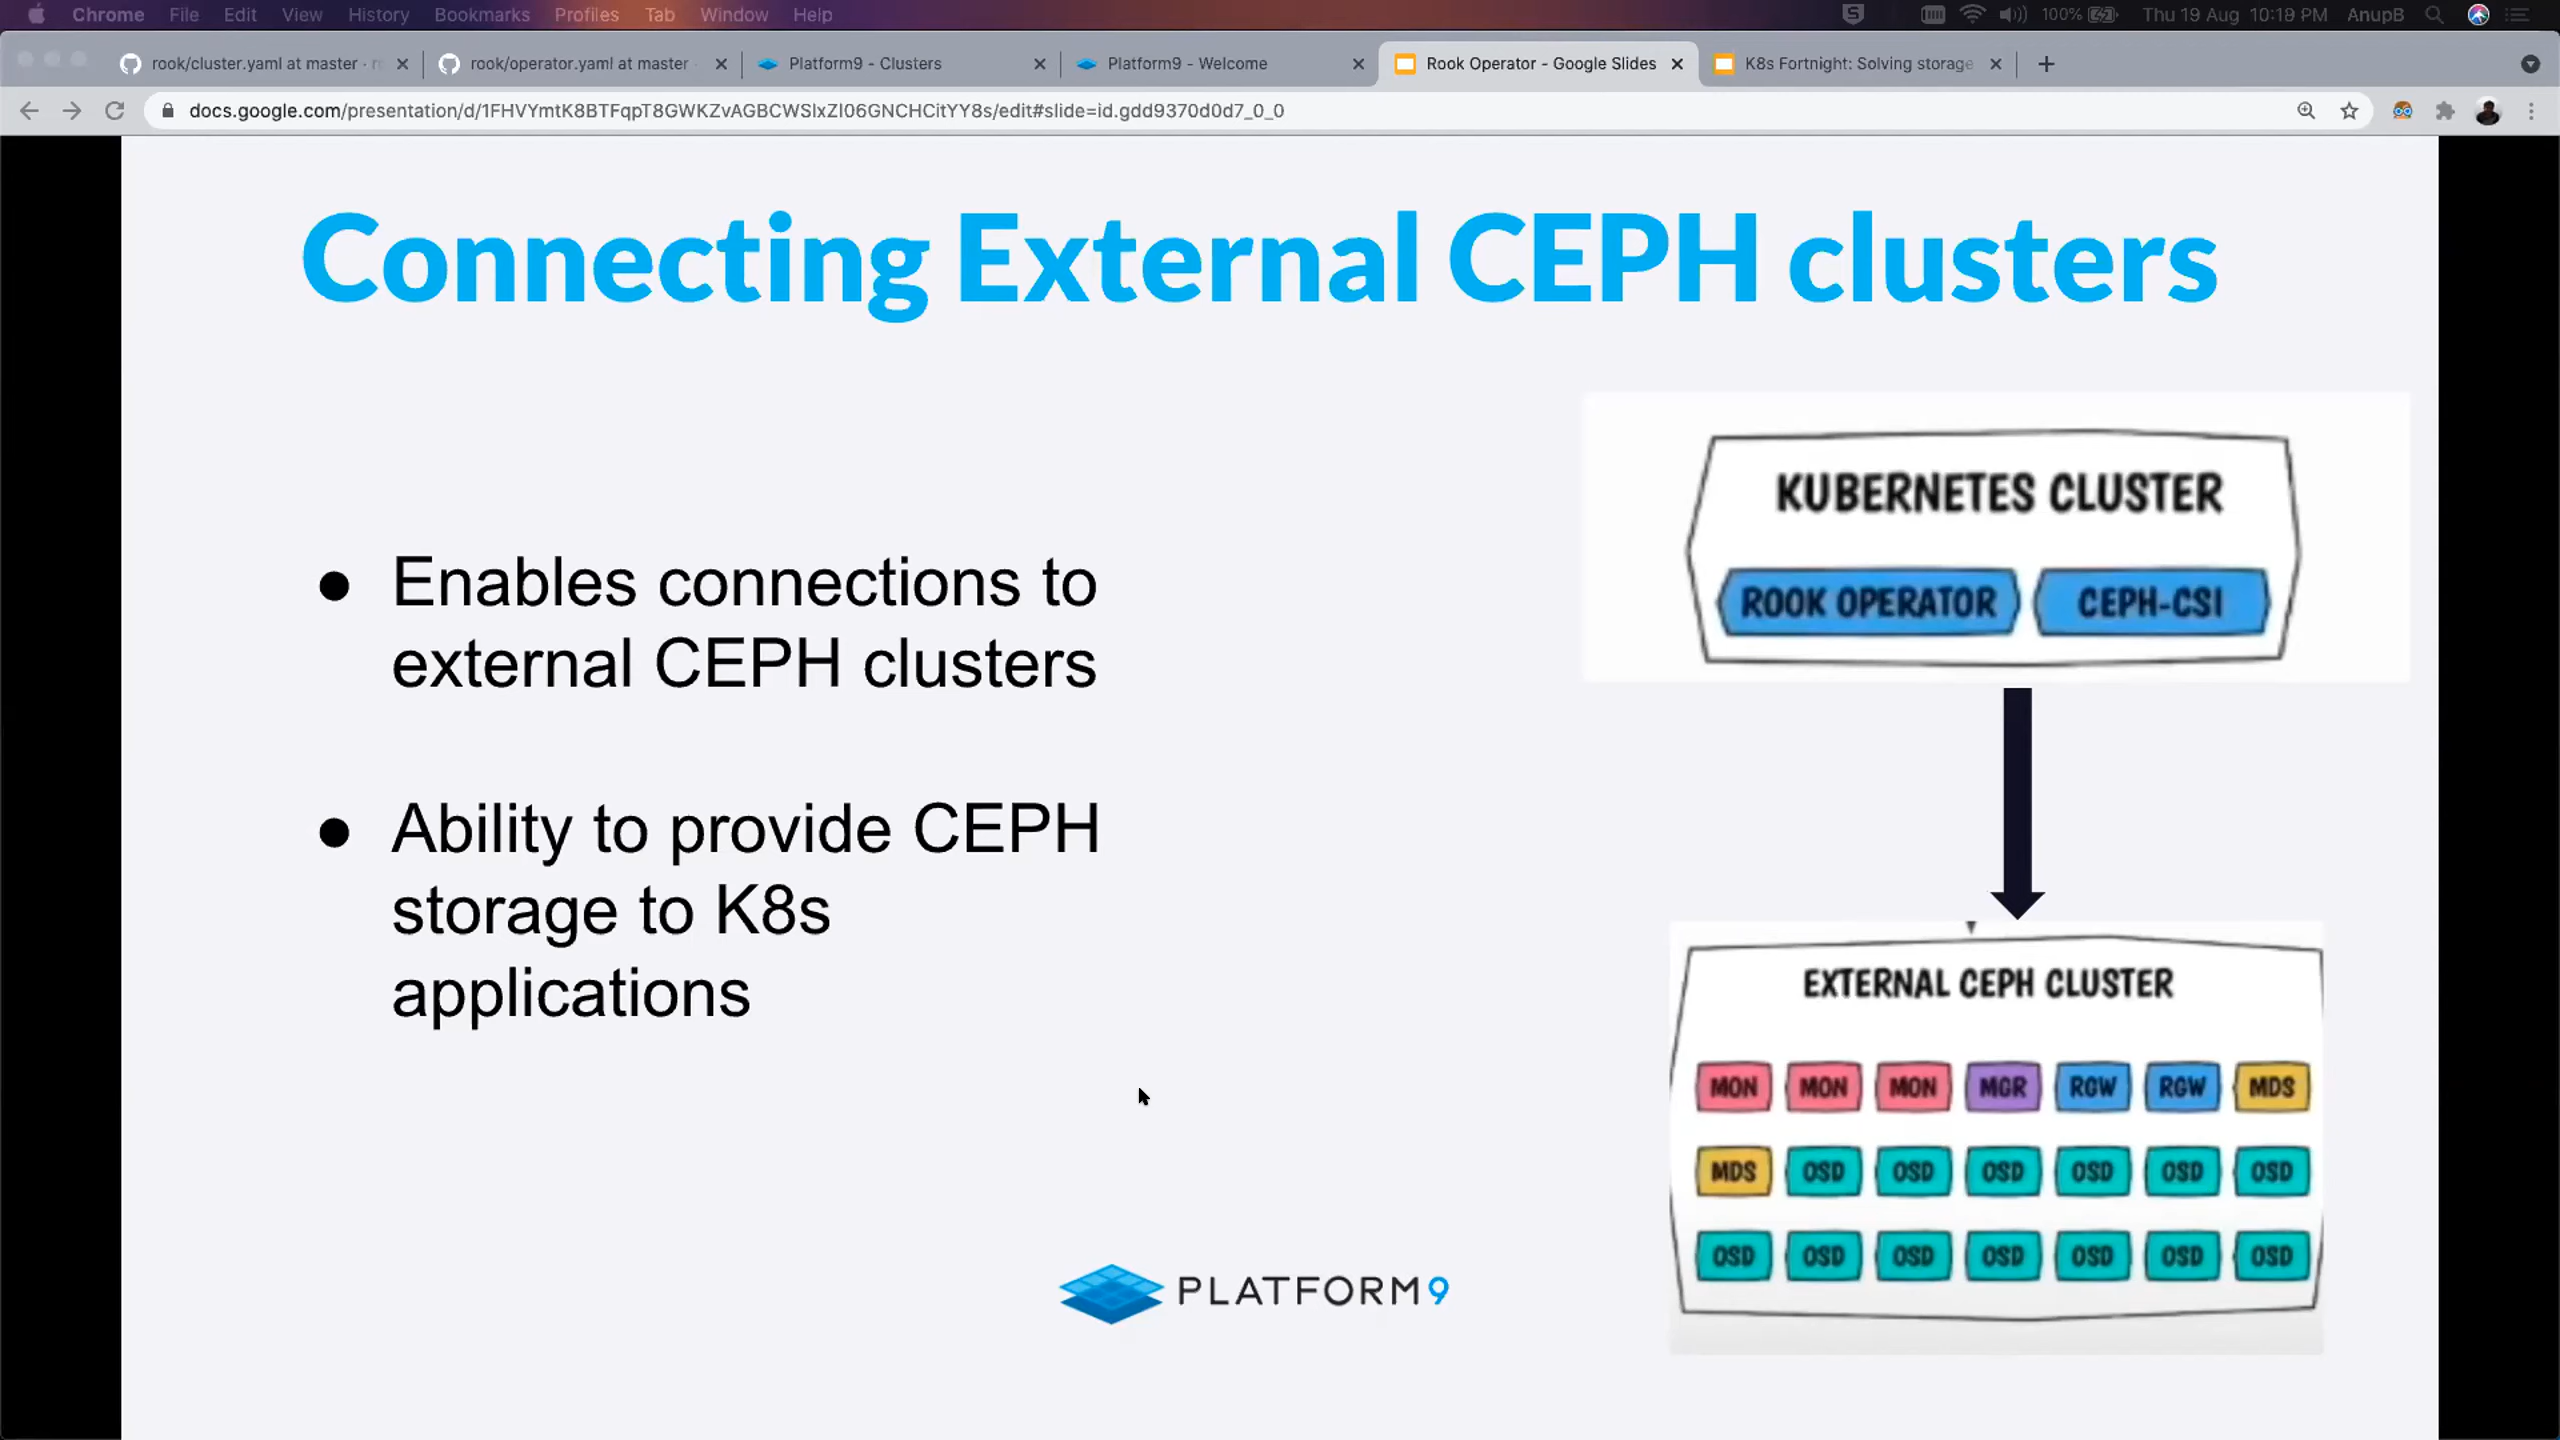 Chrome File Edit View History Bookmarks Profiles Tab Window Help 100% Thu 19 Aug 10:19 PM AnupB
rook/cluster.yaml at master · r rook/operator.yaml at master · Platform9 - Clusters Platform9 - Welcome Rook Operator - Google Slides K8s Fortnight: Solving storage
docs.google.com/presentation/d/1FHVYmtK8BTFqpT8GWKZvAGBCWSlxZl06GNCHCitYY8s/edit#slide=id.gdd9370d0d7_0_0
Connecting External CEPH clusters
● Enables connections to
external CEPH clusters
● Ability to provide CEPH
storage to K8s
applications
KUBERNETES CLUSTER
ROOK OPERATOR CEPH-CSI
EXTERNAL CEPH CLUSTER
MON MON MON MGR RGW RGW MDS
MDS OSD OSD OSD OSD OSD OSD
OSD OSD OSD OSD OSD OSD OSD
PLATFORM9